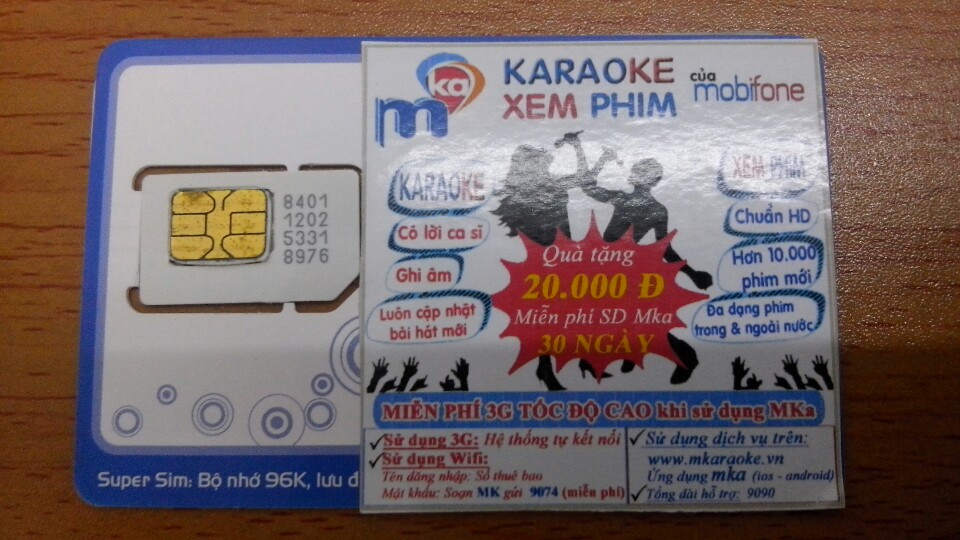 mka
KARAOKE
XEM PHIM
của
mobifone
8401
1202
5331
8976
KARAOKE
Có lời ca sĩ
Ghi âm
Luôn cập nhật
bài hát mới
XEM PHIM
Chuẩn HD
Hơn 10.000
phim mới
Đa dạng phim
trong & ngoài nước
Quà tặng
20.000 Đ
Miễn phí SD Mka
30 NGÀY
MIỄN PHÍ 3G TỐC ĐỘ CAO khi sử dụng MKa
✓Sử dụng 3G: Hệ thống tự kết nối
✓Sử dụng Wifi:
Tên đăng nhập: Số thuê bao
Mật khẩu: Soạn MK gửi 9074 (miễn phí)
✓Sử dụng dịch vụ trên:
www.mkaraoke.vn
Ứng dụng mka (ios - android)
✓Tổng đài hỗ trợ: 9090
Super Sim: Bộ nhớ 96K, lưu đ